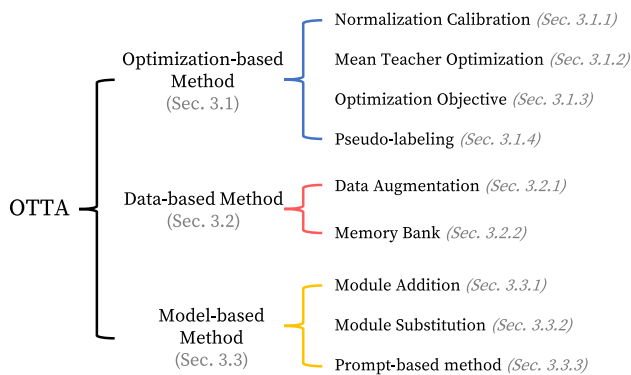 OTTA
Optimization-based
Method
(Sec. 3.1)
Normalization Calibration (Sec. 3.1.1)
Mean Teacher Optimization (Sec. 3.1.2)
Optimization Objective (Sec. 3.1.3)
Pseudo-labeling (Sec. 3.1.4)
Data-based Method
(Sec. 3.2)
Data Augmentation (Sec. 3.2.1)
Memory Bank (Sec. 3.2.2)
Model-based
Method
(Sec. 3.3)
Module Addition (Sec. 3.3.1)
Module Substitution (Sec. 3.3.2)
Prompt-based method (Sec. 3.3.3)